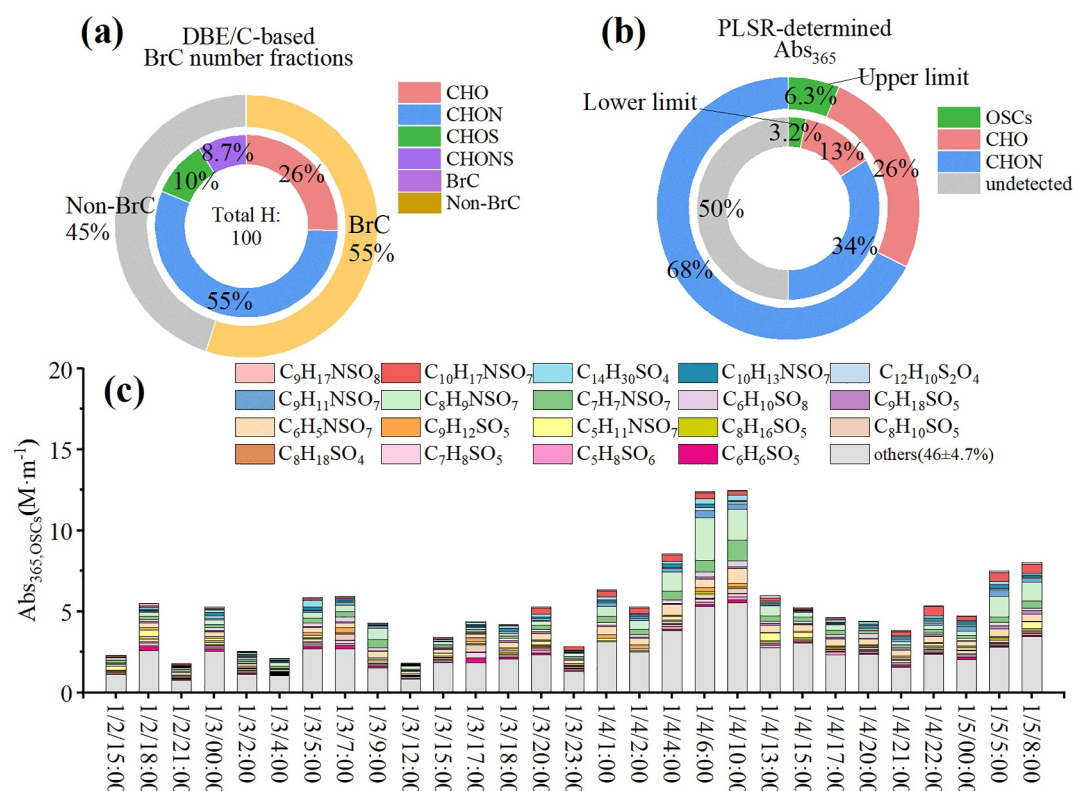 (a)
DBE/C-based
BrC number fractions
CHO
CHON
CHOS
CHONS
BrC
Non-BrC
8.7%
26%
10%
Non-BrC
45%
Total H:
100
BrC
55%
55%
(b)
PLSR-determined
Abs365
Upper limit
Lower limit
6.3%
3.2%
13%
26%
50%
34%
68%
OSCs
CHO
CHON
undetected
(c)
C9H17NSO8 C10H17NSO7 C14H30SO4 C10H13NSO7 C12H10S2O4
C9H11NSO7 C8H9NSO7 C7H7NSO7 C6H10SO8 C9H18SO5
C6H5NSO7 C9H12SO5 C5H11NSO7 C8H16SO5 C8H10SO5
C8H18SO4 C7H8SO5 C5H8SO6 C6H6SO5 others(46±4.7%)
Abs365,OSCs(M·m-1)
20
15
10
5
0
1/2/15:00
1/2/18:00
1/2/21:00
1/3/00:00
1/3/2:00
1/3/4:00
1/3/5:00
1/3/7:00
1/3/9:00
1/3/12:00
1/3/15:00
1/3/17:00
1/3/18:00
1/3/20:00
1/3/23:00
1/4/1:00
1/4/2:00
1/4/4:00
1/4/6:00
1/4/10:00
1/4/13:00
1/4/15:00
1/4/17:00
1/4/20:00
1/4/21:00
1/4/22:00
1/5/00:00
1/5/5:00
1/5/8:00